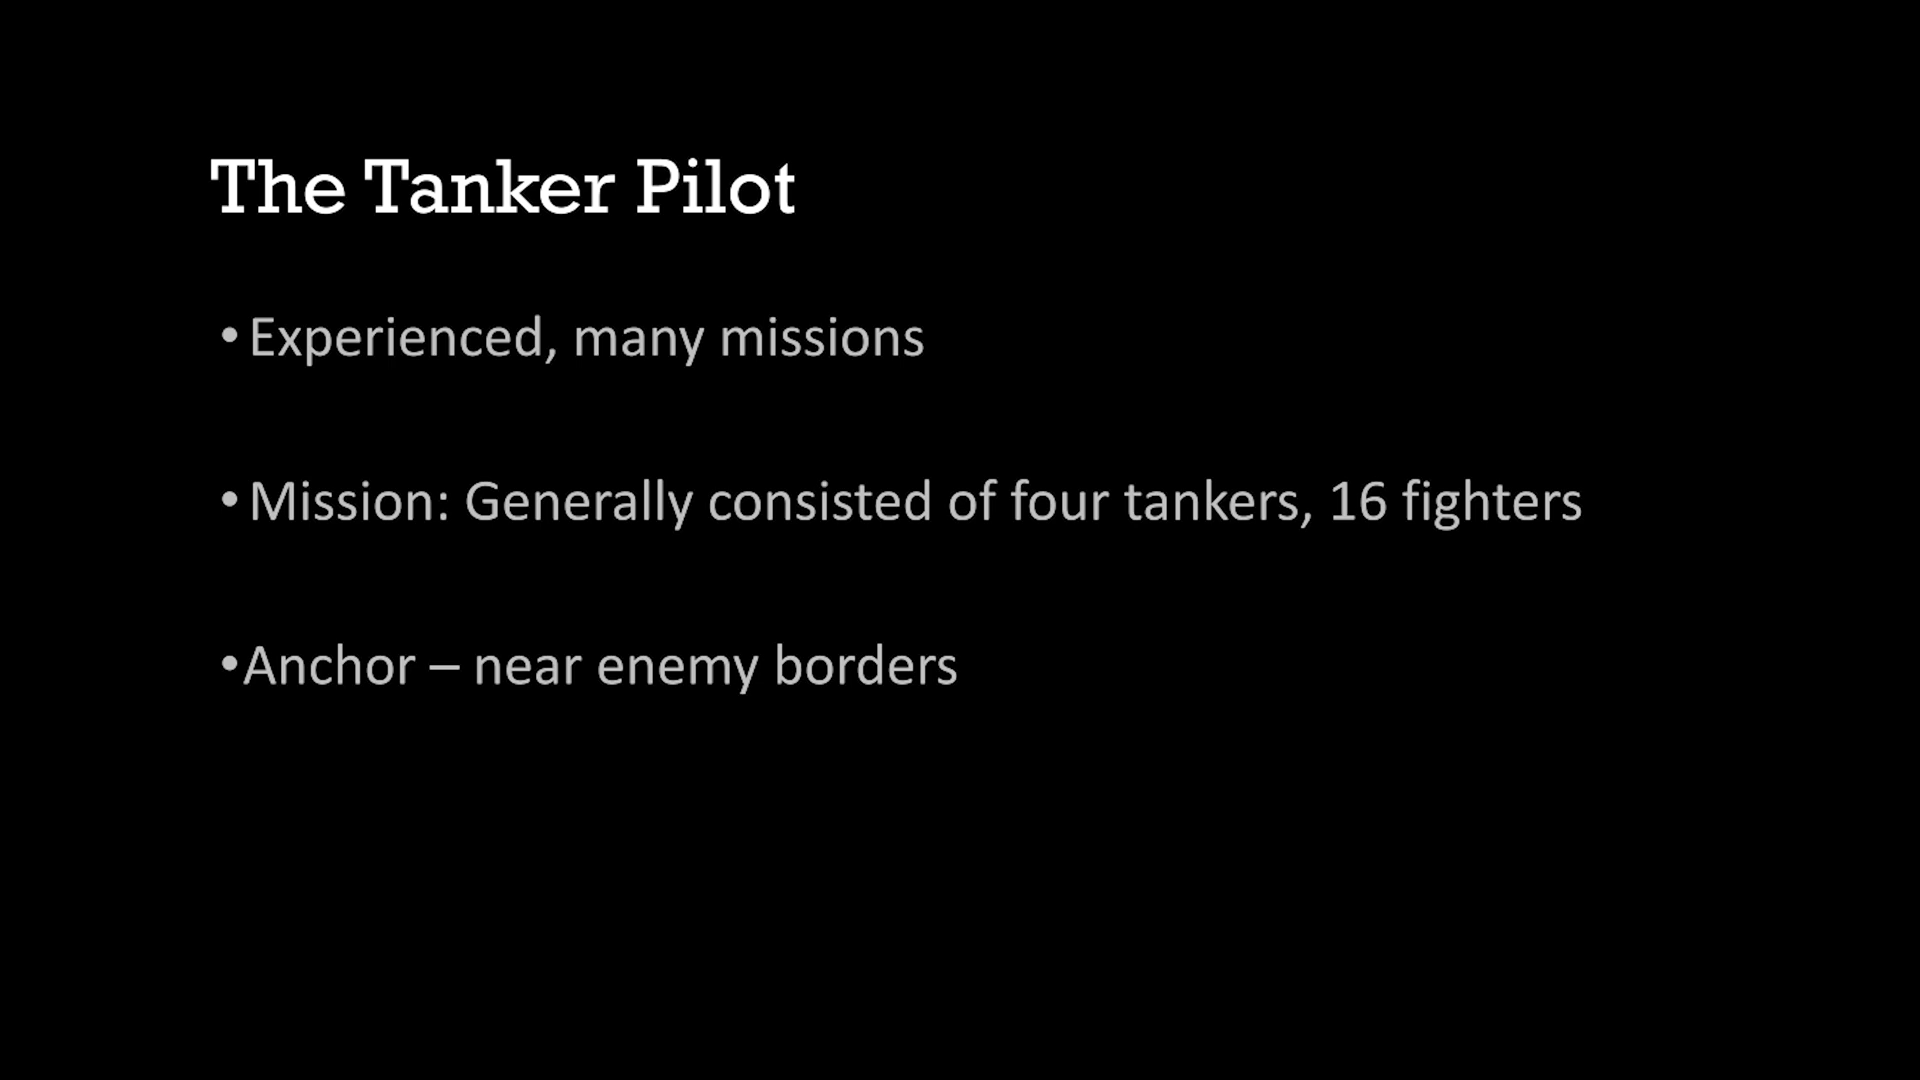 The Tanker Pilot
• Experienced, many missions
• Mission: Generally consisted of four tankers, 16 fighters
•Anchor – near enemy borders